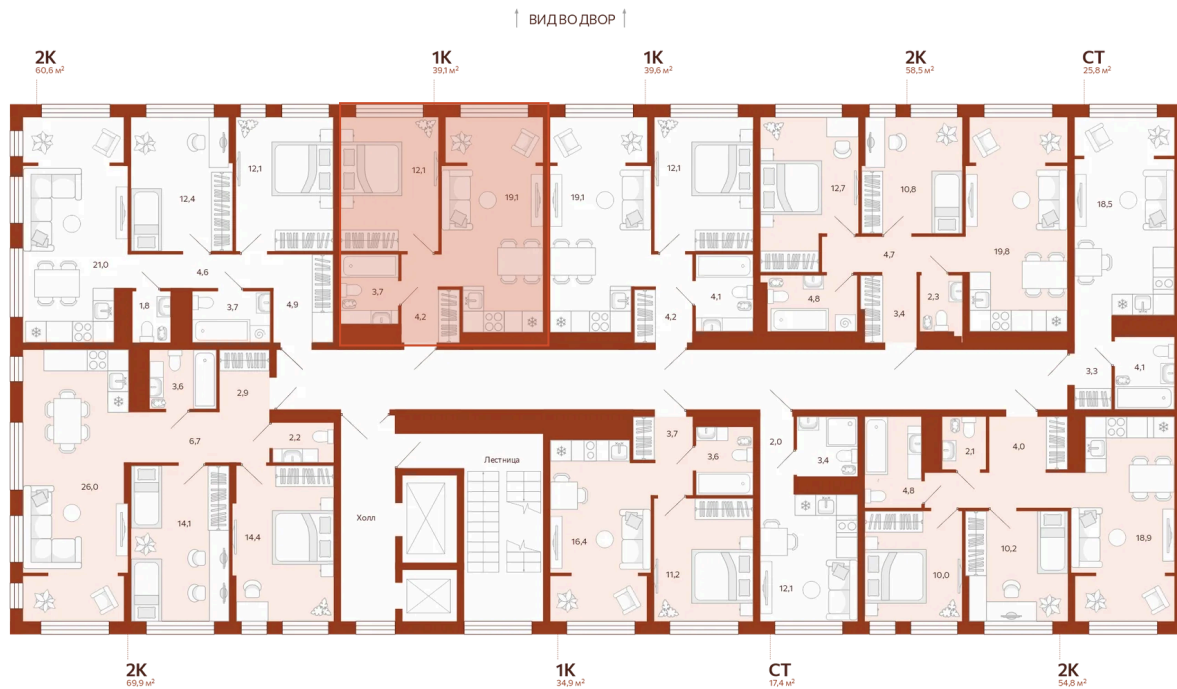 ↑ ВИД ВО ДВОР ↑
2К
60,6 м²
1К
39,1 м²
1К
39,6 м²
2К
58,5 м²
СТ
25,8 м²
12,4
12,1
12,1
19,1
19,1
12,1
12,7
10,8
19,8
18,5
21,0
4,6
1,8
3,7
4,9
3,7
4,2
4,2
4,1
4,7
4,8
3,4
2,3
3,3
4,1
3,6
2,9
6,7
2,2
26,0
14,1
14,4
Холл
Лестница
3,7
3,6
16,4
11,2
2,0
3,4
12,1
4,8
2,1
4,0
10,0
10,2
18,9
2К
69,9 м²
1К
34,9 м²
СТ
17,4 м²
2К
54,8 м²